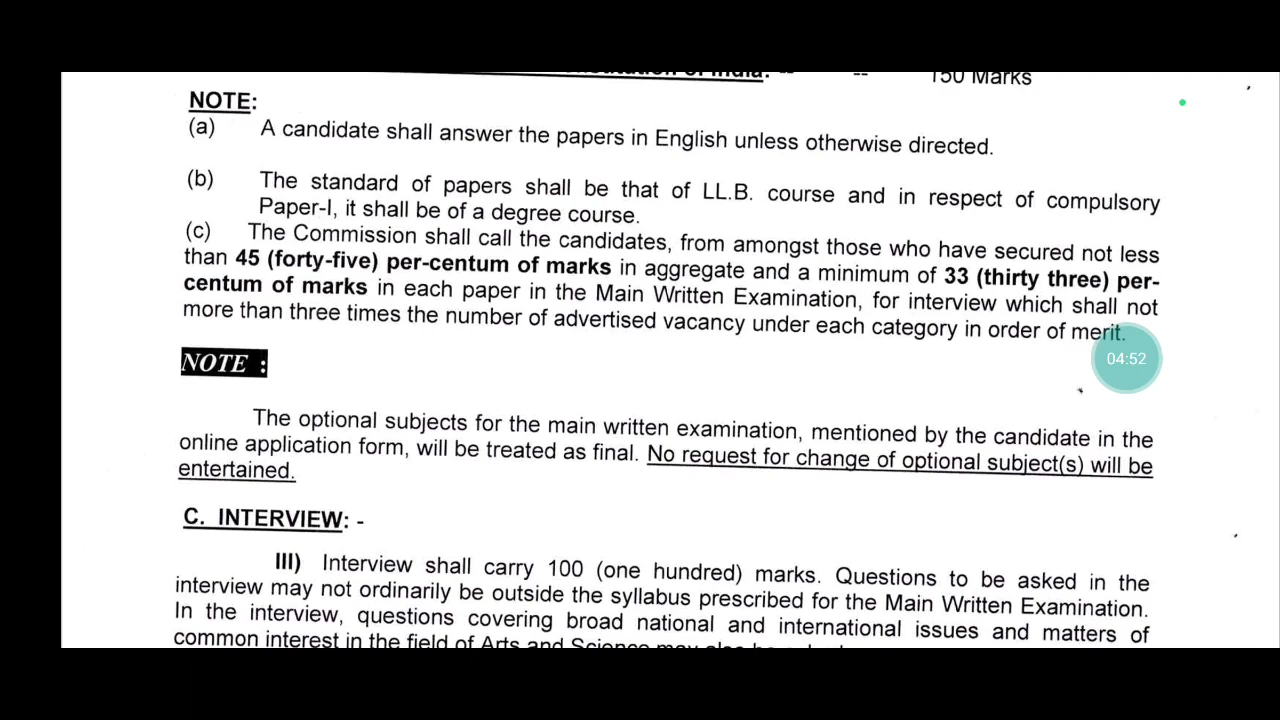 of India: -- -- 150 Marks
NOTE:
(a) A candidate shall answer the papers in English unless otherwise directed.
(b) The standard of papers shall be that of LL.B. course and in respect of compulsory
Paper-I, it shall be of a degree course.
(c) The Commission shall call the candidates, from amongst those who have secured not less
than 45 (forty-five) per-centum of marks in aggregate and a minimum of 33 (thirty three) per-
centum of marks in each paper in the Main Written Examination, for interview which shall not
more than three times the number of advertised vacancy under each category in order of merit.
04:52
NOTE :
The optional subjects for the main written examination, mentioned by the candidate in the
online application form, will be treated as final. No request for change of optional subject(s) will be
entertained.
C. INTERVIEW: -
III) Interview shall carry 100 (one hundred) marks. Questions to be asked in the
interview may not ordinarily be outside the syllabus prescribed for the Main Written Examination.
In the interview, questions covering broad national and international issues and matters of
common interest in the field of Arts and Science may also be